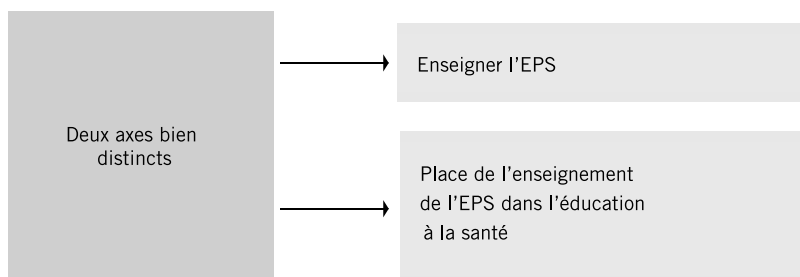 Deux axes bien
distincts
Enseigner l'EPS
Place de l'enseignement
de l'EPS dans l'éducation
à la santé